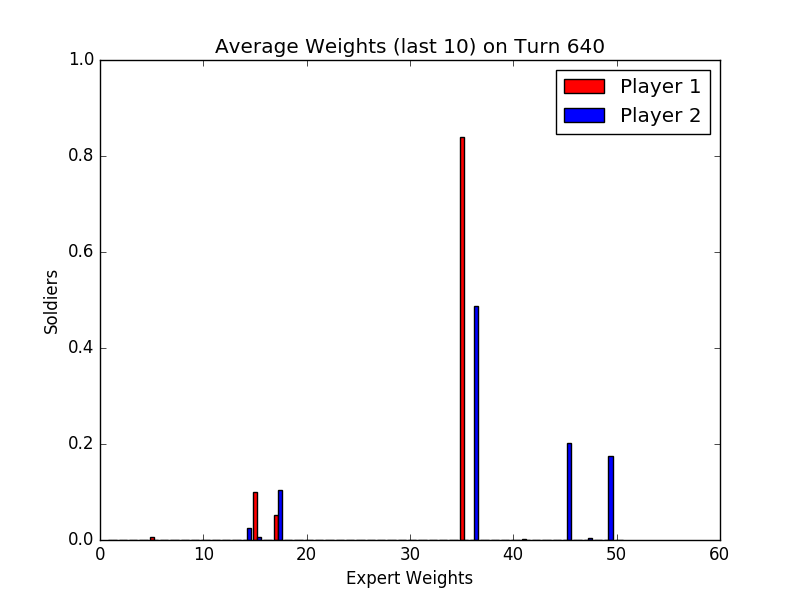 Average Weights (last 10) on Turn 640
1.0
Player 1
Player 2
0.8
0.6
Soldiers
0.4
0.2
0.0
0 10 20 30 40 50 60
Expert Weights